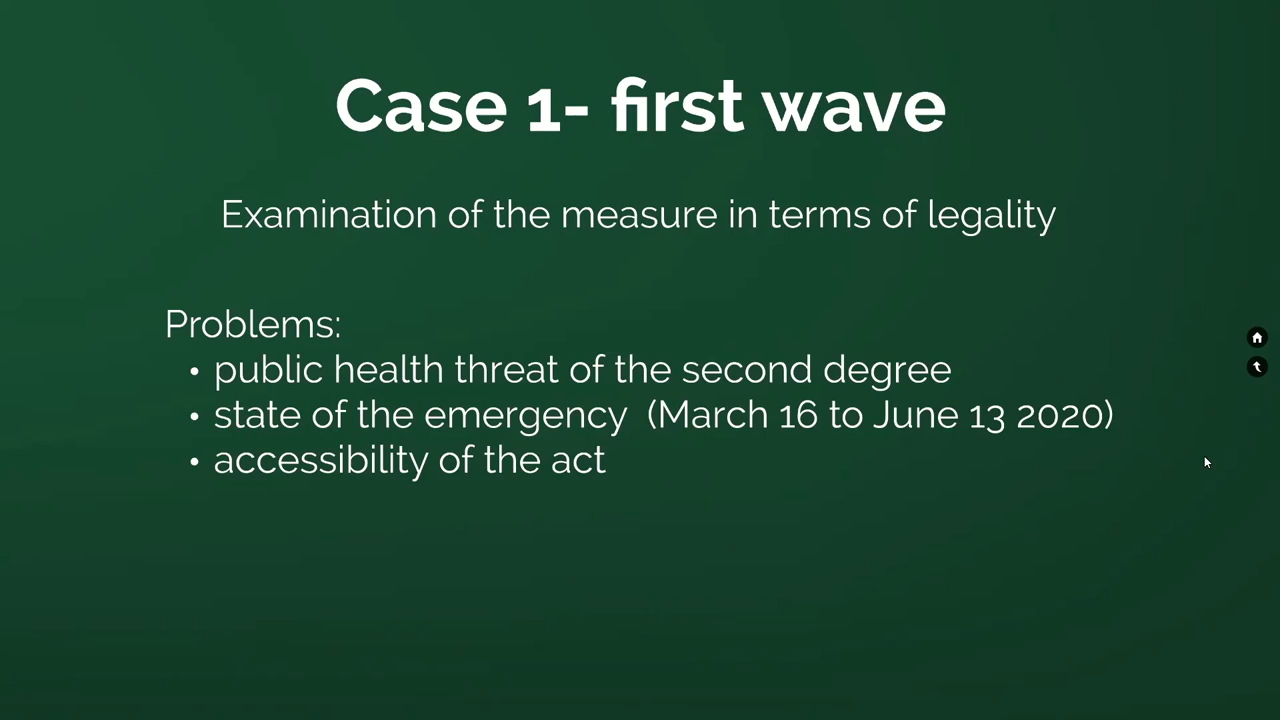 Case 1- first wave
Examination of the measure in terms of legality
Problems:
• public health threat of the second degree
• state of the emergency  (March 16 to June 13 2020)
• accessibility of the act